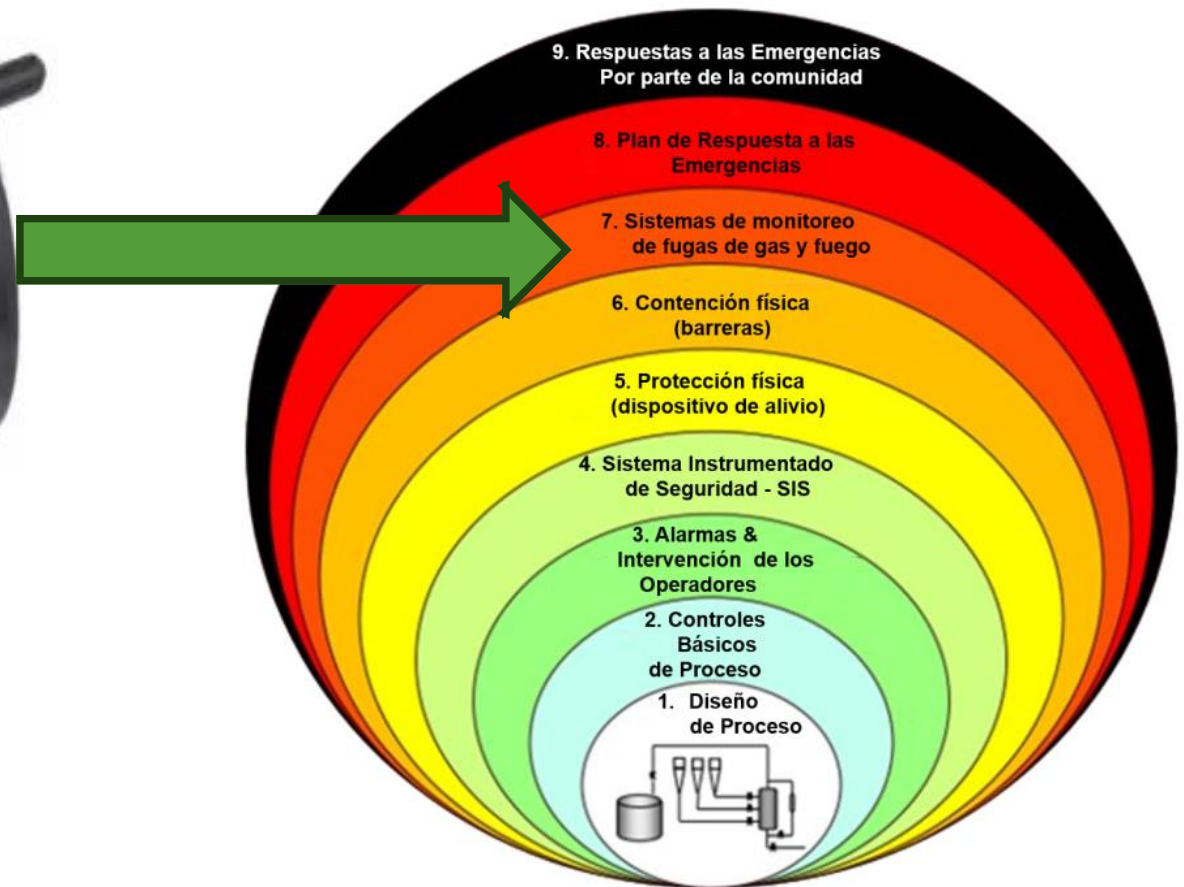 9. Respuestas a las Emergencias
Por parte de la comunidad
8. Plan de Respuesta a las
Emergencias
7. Sistemas de monitoreo
de fugas de gas y fuego
6. Contención física
(barreras)
5. Protección física
(dispositivo de alivio)
4. Sistema Instrumentado
de Seguridad - SIS
3. Alarmas &
Intervención de los
Operadores
2. Controles
Básicos
de Proceso
1. Diseño
de Proceso